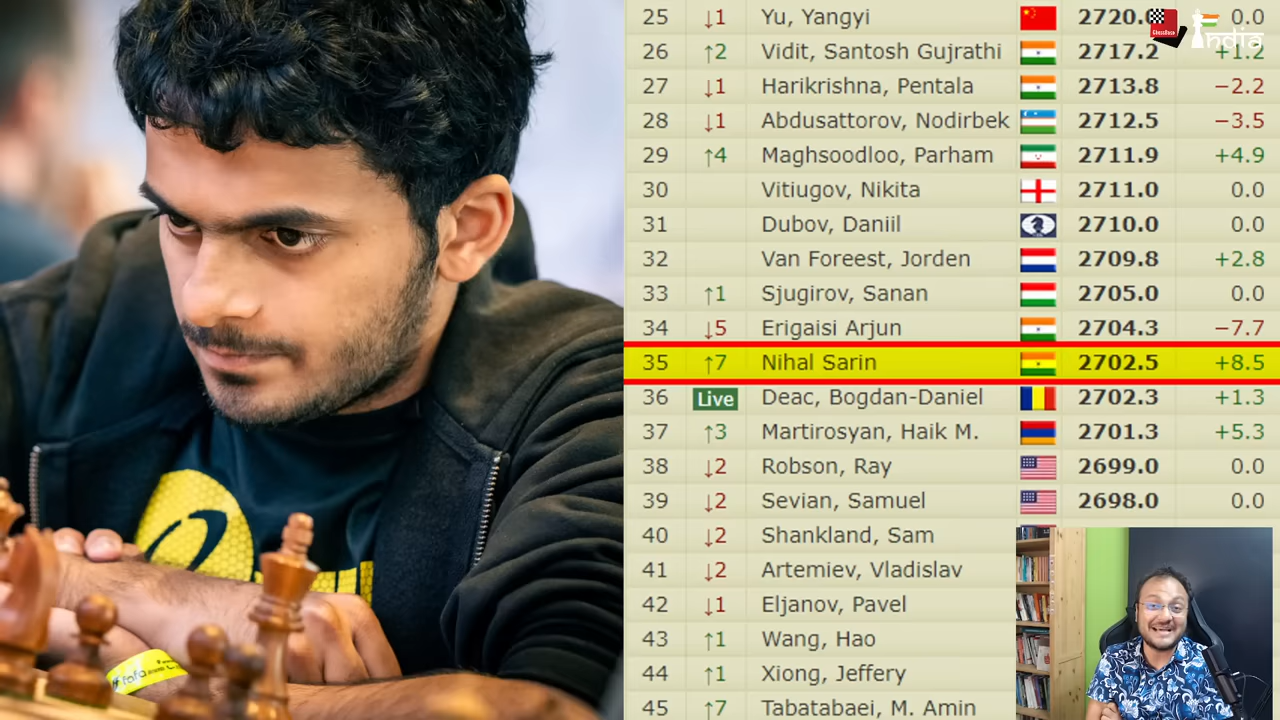 25 ↓1 Yu, Yangyi 2720.0 0.0
ChessBase India
26 ↑2 Vidit, Santosh Gujrathi 2717.2 +1.2
27 ↓1 Harikrishna, Pentala 2713.8 −2.2
28 ↓1 Abdusattorov, Nodirbek 2712.5 −3.5
29 ↑4 Maghsoodloo, Parham 2711.9 +4.9
30 Vitiugov, Nikita 2711.0 0.0
31 Dubov, Daniil 2710.0 0.0
32 Van Foreest, Jorden 2709.8 +2.8
33 ↑1 Sjugirov, Sanan 2705.0 0.0
34 ↓5 Erigaisi Arjun 2704.3 −7.7
35 ↑7 Nihal Sarin 2702.5 +8.5
36 Live Deac, Bogdan-Daniel 2702.3 +1.3
37 ↑3 Martirosyan, Haik M. 2701.3 +5.3
38 ↓2 Robson, Ray 2699.0 0.0
39 ↓2 Sevian, Samuel 2698.0 0.0
40 ↓2 Shankland, Sam
41 ↓2 Artemiev, Vladislav
42 ↓1 Eljanov, Pavel
43 ↑1 Wang, Hao
44 ↑1 Xiong, Jeffery
45 ↑7 Tabatabaei, M. Amin